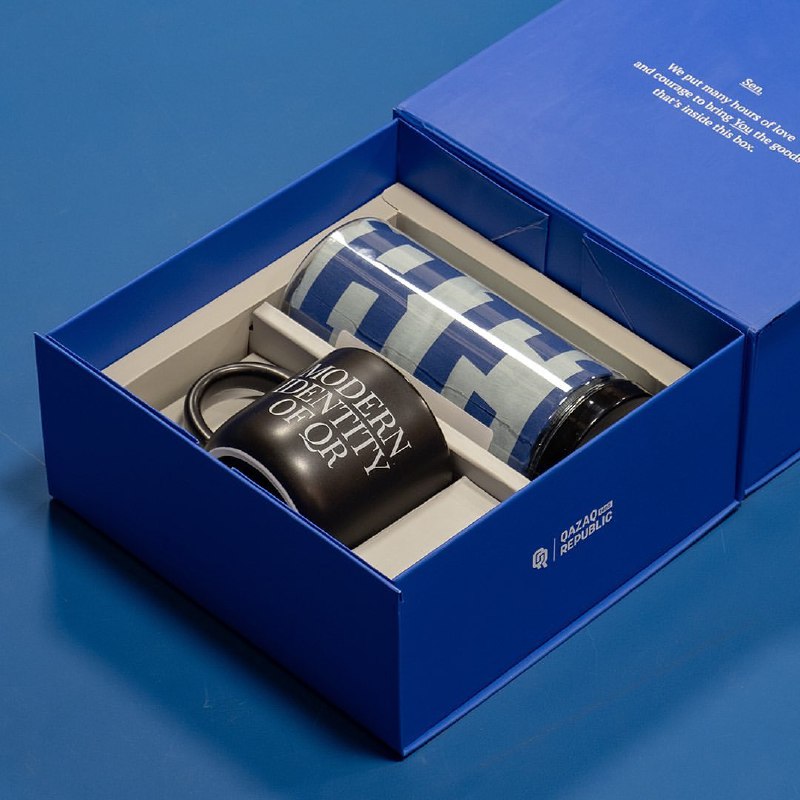 Sen,
We put many hours of love
and courage to bring You the goods
that's inside this box.
MODERN
IDENTITY
OF QR
QAZAQ
REPUBLIC